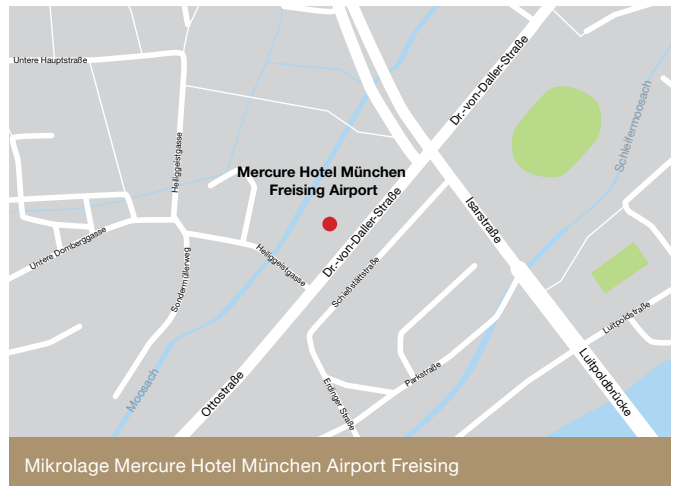 Untere Hauptstraße
Dr.-von-Daller-Straße
Schleifermoosach
Heiliggeistgasse
Mercure Hotel München
Freising Airport
Isarstraße
Dr.-von-Daller-Straße
Untere Domberggasse
Heiliggeistgasse
Sondermüllerweg
Schießstättstraße
Luitpoldstraße
Moosach
Ottostraße
Erdinger Straße
Parkstraße
Luitpoldbrücke
Mikrolage Mercure Hotel München Airport Freising